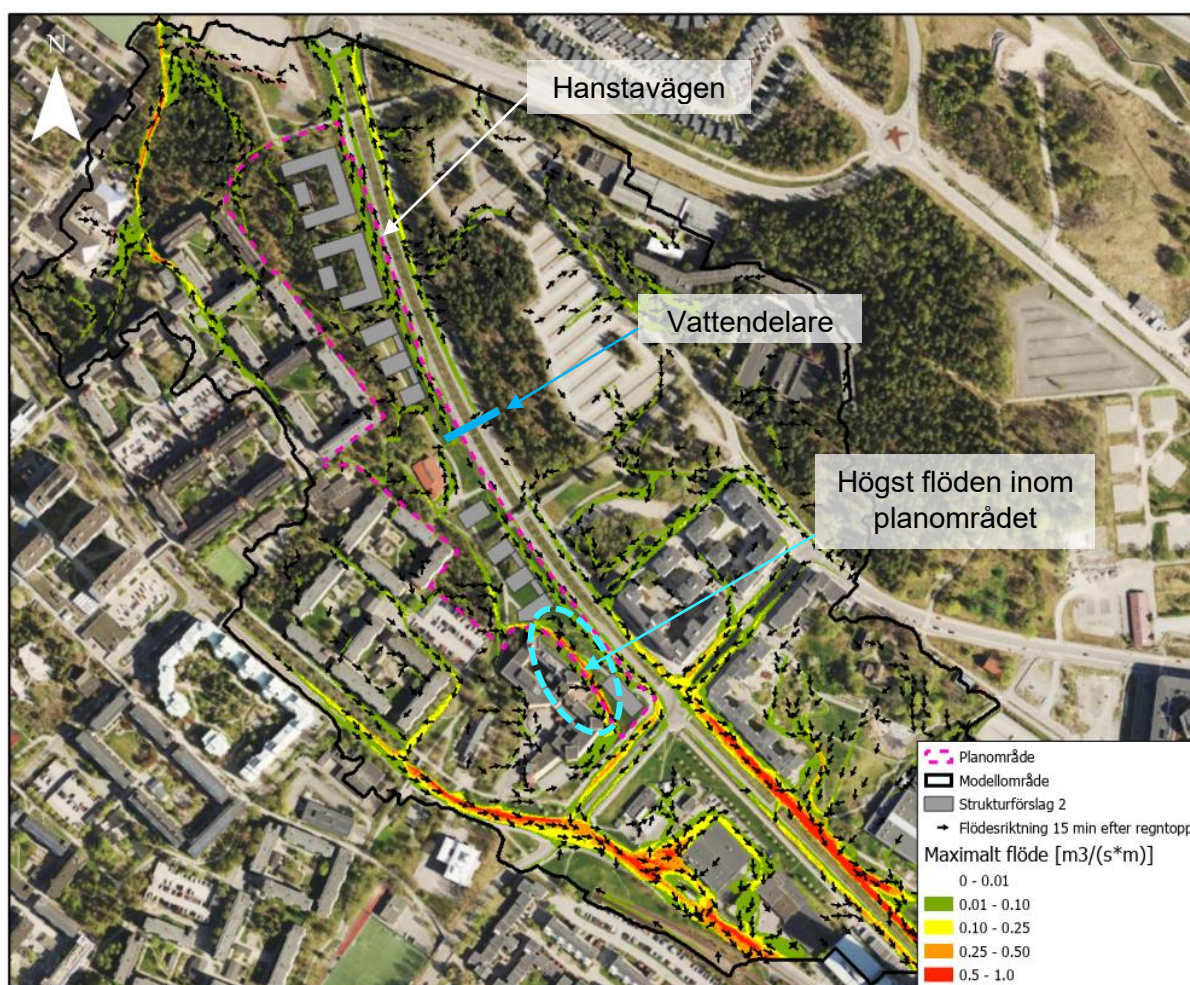 N
Hanstavägen
Vattendelare
Högst flöden inom
planområdet
Planområde
Modellområde
Strukturförslag 2
Flödesriktning 15 min efter regntopp
Maximalt flöde [m3/(s*m)]
0 - 0.01
0.01 - 0.10
0.10 - 0.25
0.25 - 0.50
0.5 - 1.0